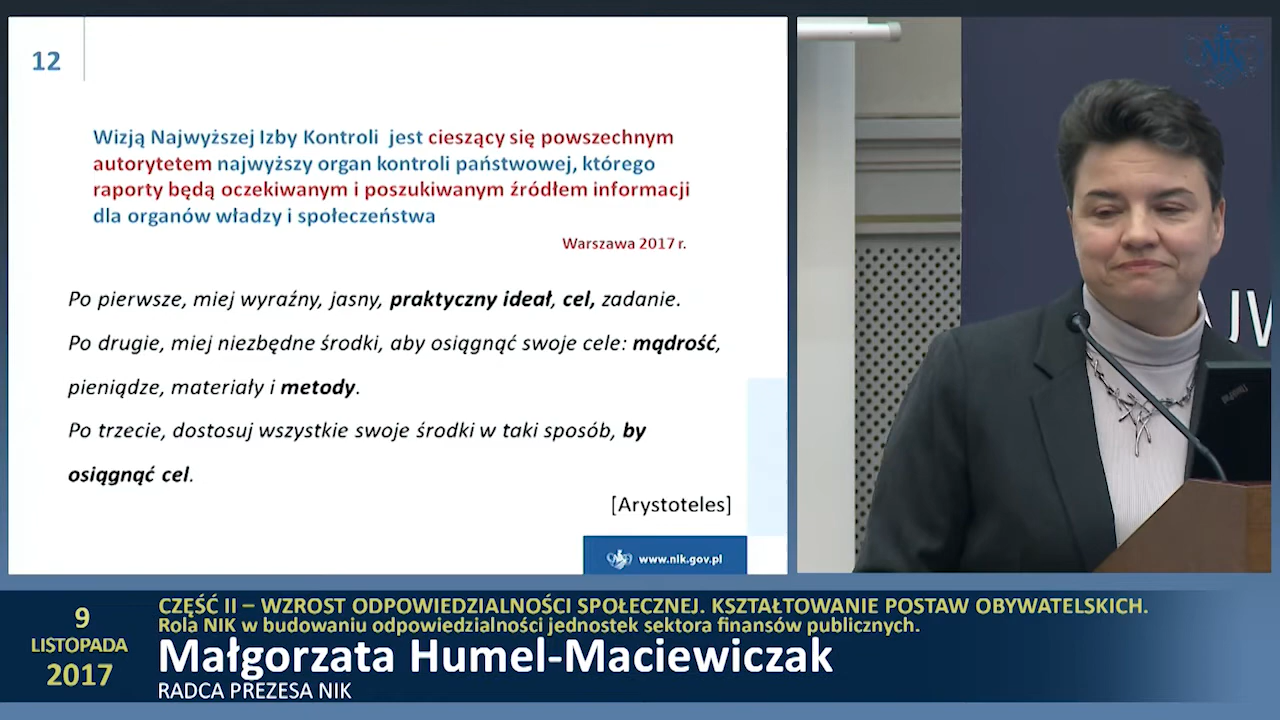 12
Wizją Najwyższej Izby Kontroli jest cieszący się powszechnym
autorytetem najwyższy organ kontroli państwowej, którego
raporty będą oczekiwanym i poszukiwanym źródłem informacji
dla organów władzy i społeczeństwa
Warszawa 2017 r.
Po pierwsze, miej wyraźny, jasny, praktyczny ideał, cel, zadanie.
Po drugie, miej niezbędne środki, aby osiągnąć swoje cele: mądrość,
pieniądze, materiały i metody.
Po trzecie, dostosuj wszystkie swoje środki w taki sposób, by
osiągnąć cel.
[Arystoteles]
www.nik.gov.pl
NIK
AJW
ThinkPad
9
LISTOPADA
2017
CZĘŚĆ II – WZROST ODPOWIEDZIALNOŚCI SPOŁECZNEJ. KSZTAŁTOWANIE POSTAW OBYWATELSKICH.
Rola NIK w budowaniu odpowiedzialności jednostek sektora finansów publicznych.
Małgorzata Humel-Maciewiczak
RADCA PREZESA NIK